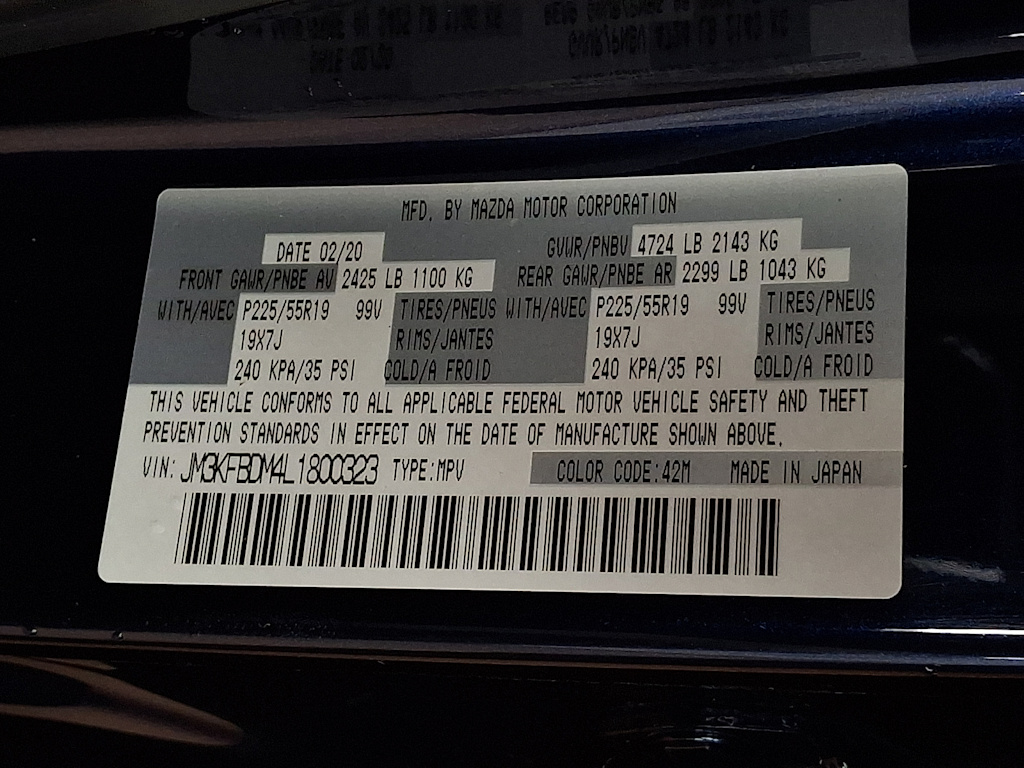 MFD. BY MAZDA MOTOR CORPORATION
DATE 02/20 GVWR/PNBV 4724 LB 2143 KG
FRONT GAWR/PNBE AV 2425 LB 1100 KG REAR GAWR/PNBE AR 2299 LB 1043 KG
WITH/AVEC P225/55R19 99V TIRES/PNEUS WITH/AVEC P225/55R19 99V TIRES/PNEUS
19X7J RIMS/JANTES 19X7J RIMS/JANTES
240 KPA/35 PSI COLD/A FROID 240 KPA/35 PSI COLD/A FROID
THIS VEHICLE CONFORMS TO ALL APPLICABLE FEDERAL MOTOR VEHICLE SAFETY AND THEFT
PREVENTION STANDARDS IN EFFECT ON THE DATE OF MANUFACTURE SHOWN ABOVE.
VIN: JM3KFBDM4L1800323 TYPE:MPV COLOR CODE:42M MADE IN JAPAN